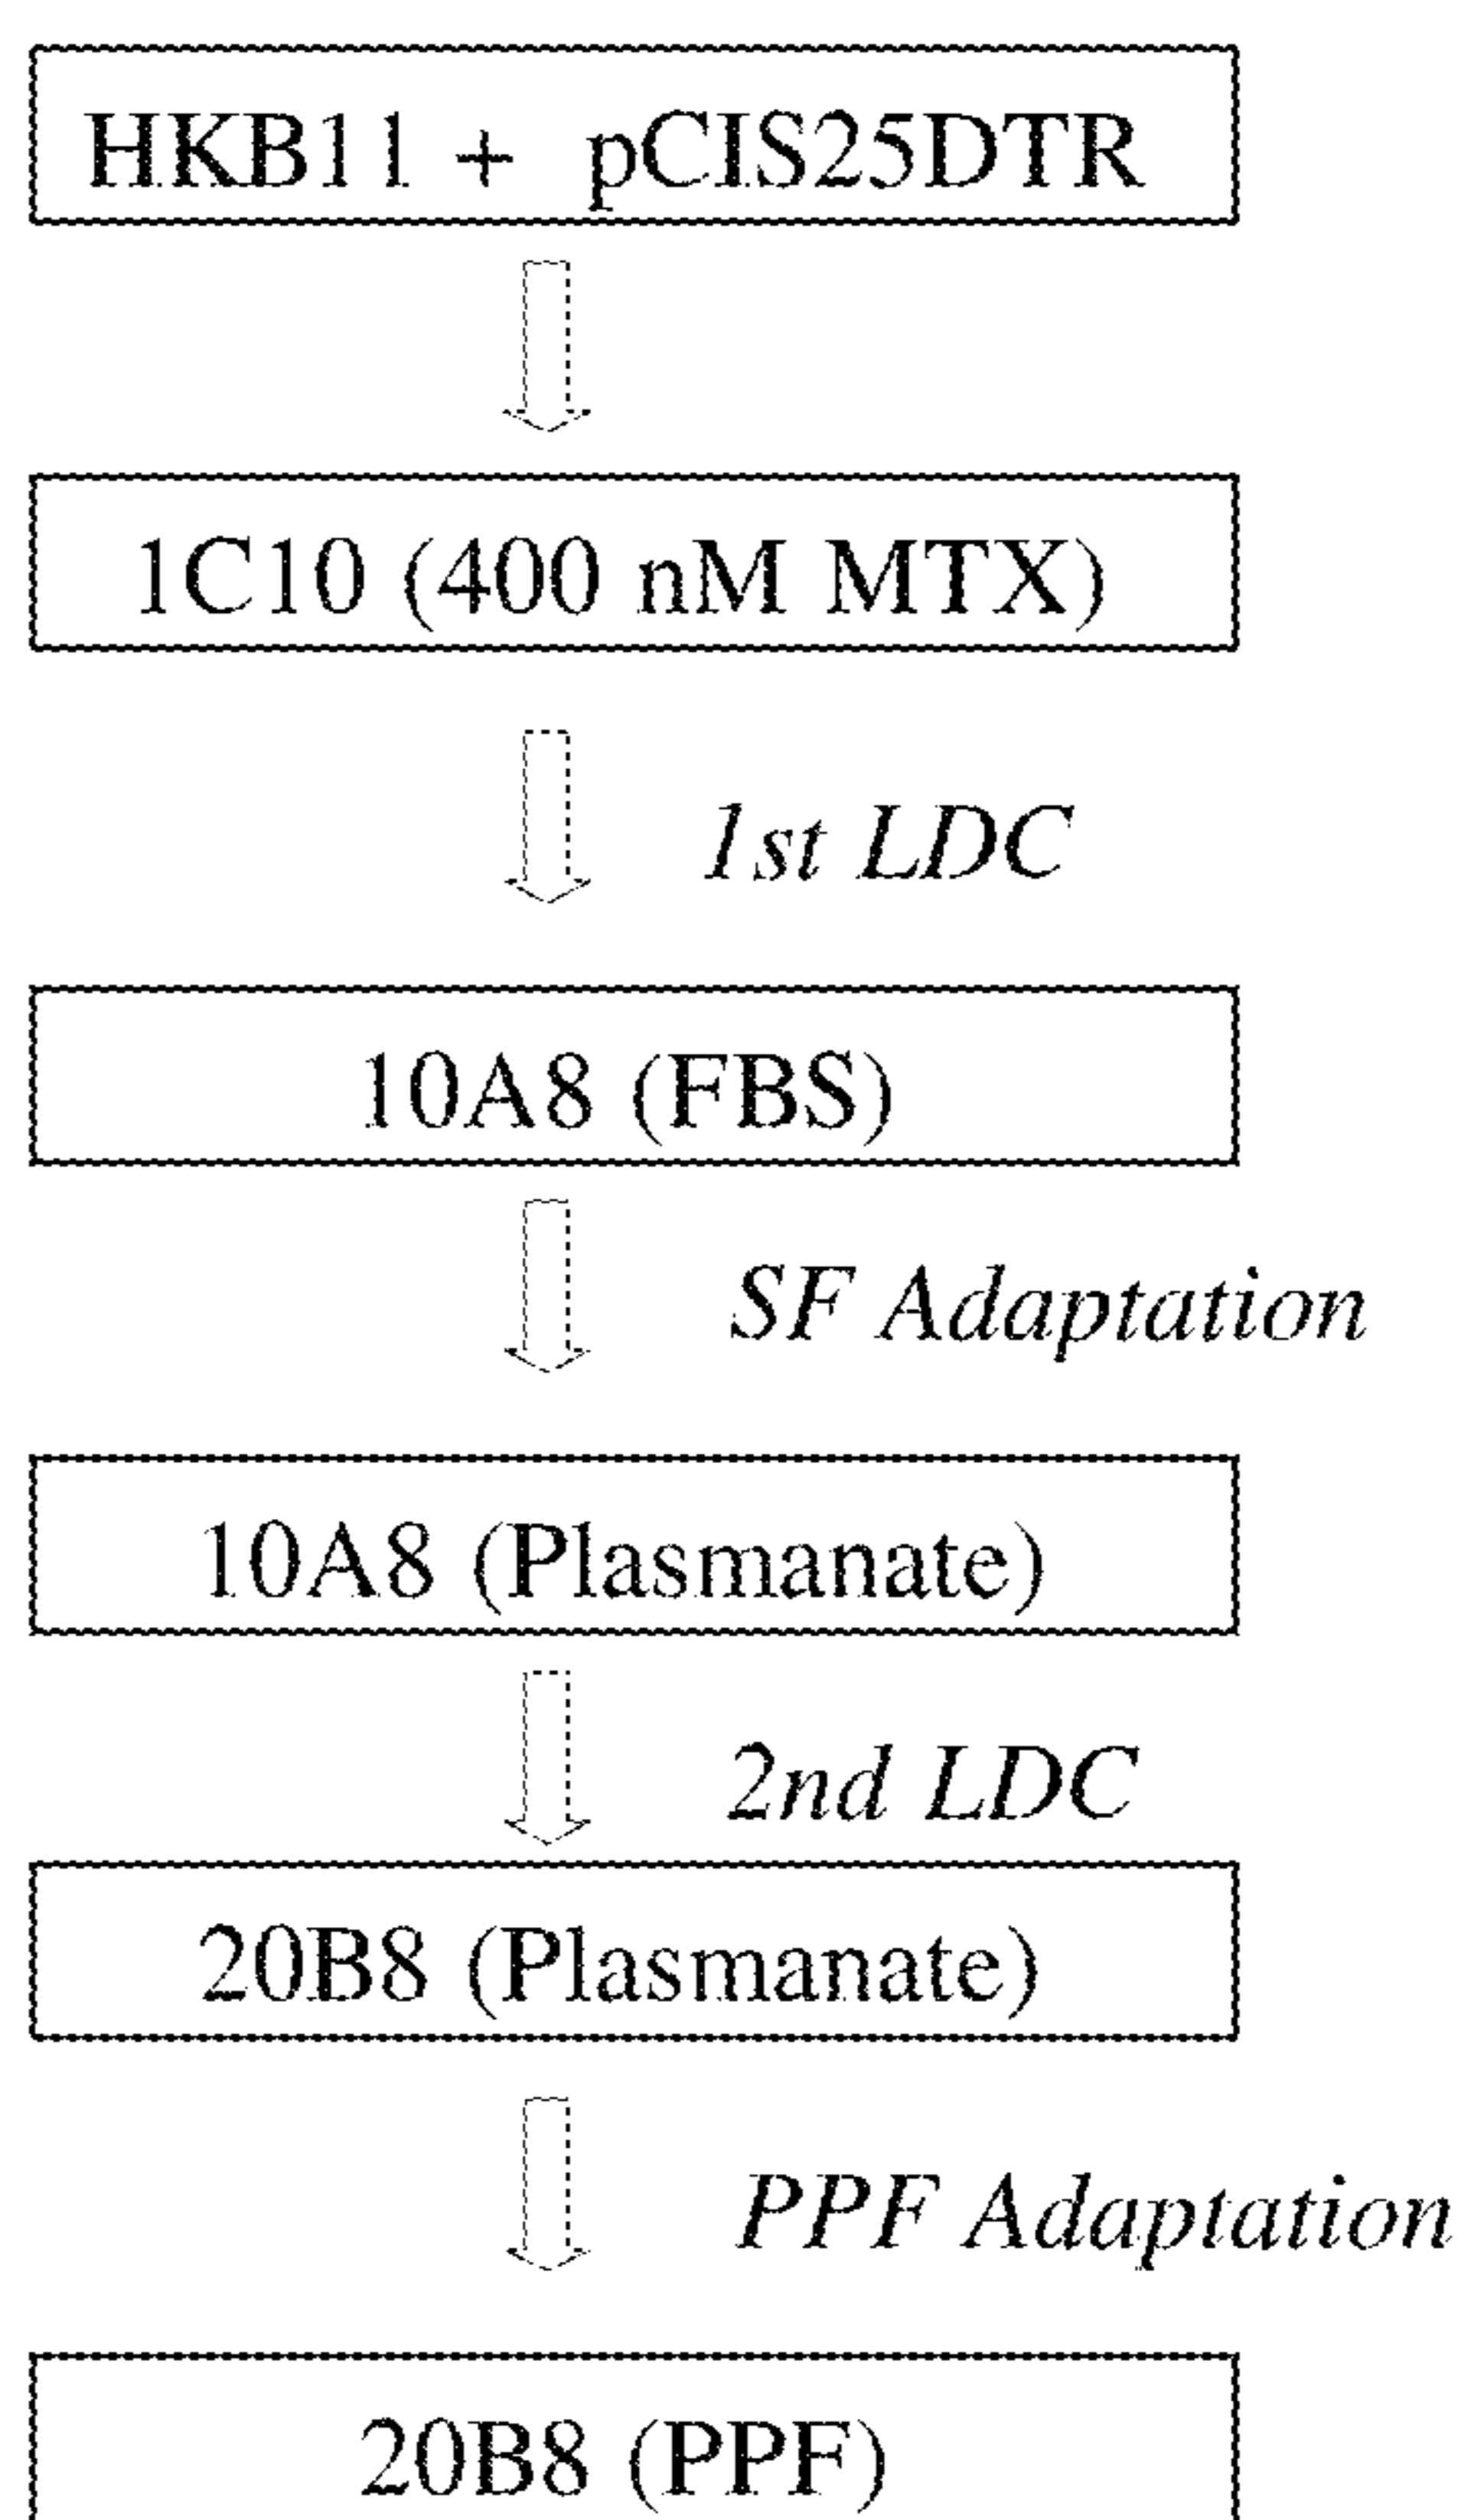 HKB11 + pCIS25DTR
1C10 (400 nM MTX)
1st LDC
10A8 (FBS)
SF Adaptation
10A8 (Plasmanate)
2nd LDC
20B8 (Plasmanate)
PPF Adaptation
20B8 (PPF)